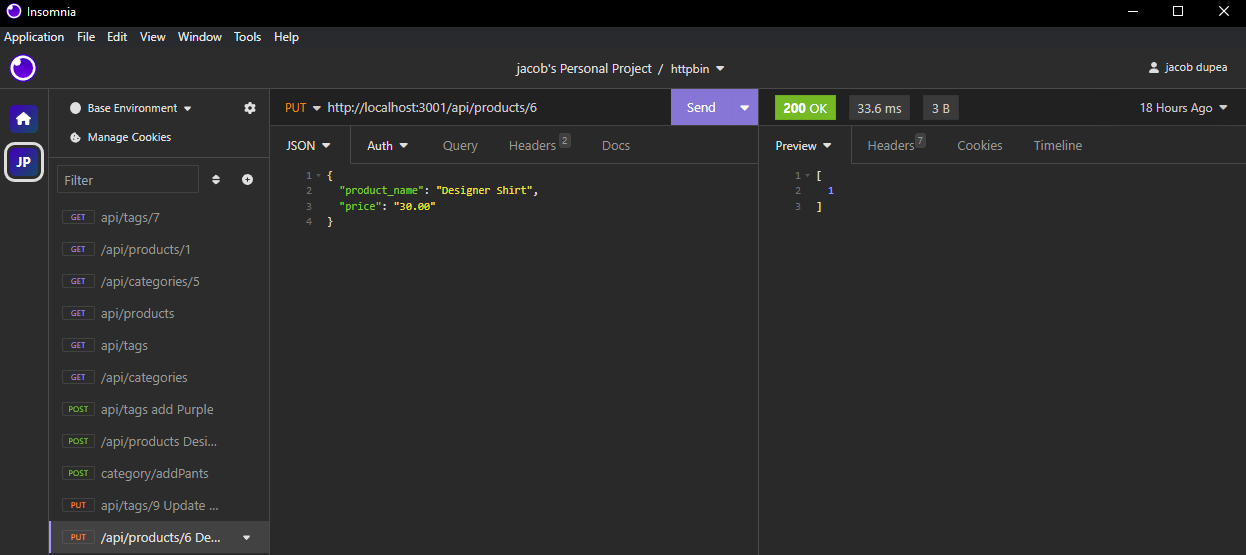 Insomnia
Application File Edit View Window Tools Help
jacob's Personal Project / httpbin
jacob dupea
Base Environment
Manage Cookies
JP
Filter
GET api/tags/7
GET /api/products/1
GET /api/categories/5
GET api/products
GET api/tags
GET /api/categories
POST api/tags add Purple
POST /api/products Desi...
POST category/addPants
PUT api/tags/9 Update ...
PUT /api/products/6 De...
PUT http://localhost:3001/api/products/6 Send
JSON Auth Query Headers 2 Docs
1 {
2 "product_name": "Designer Shirt",
3 "price": "30.00"
4 }
200 OK 33.6 ms 3 B 18 Hours Ago
Preview Headers 7 Cookies Timeline
1 [
2 1
3 ]